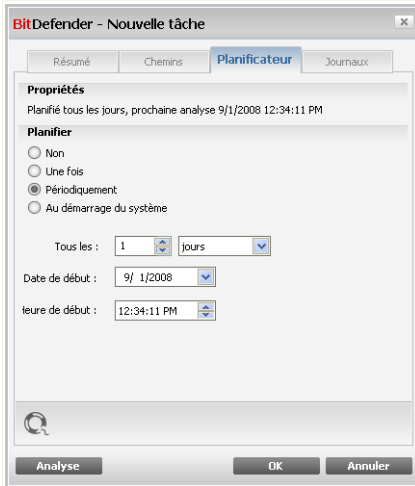 BitDefender - Nouvelle tâche
Résumé Chemins Planificateur Journaux
Propriétés
Planifié tous les jours, prochaine analyse 9/1/2008 12:34:11 PM
Planifier
Non
Une fois
Périodiquement
Au démarrage du système
Tous les : 1 jours
Date de début : 9/ 1/2008
Heure de début : 12:34:11 PM
Analyse OK Annuler